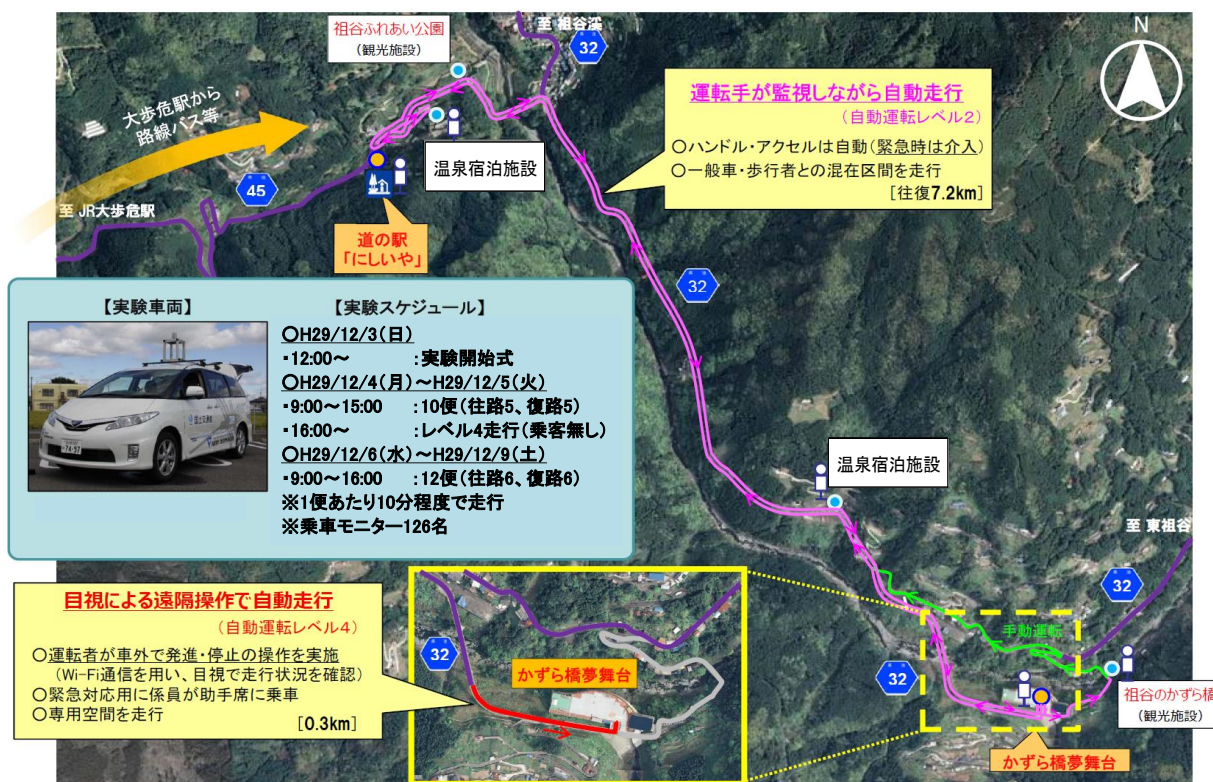 祖谷ふれあい公園
(観光施設)
至 祖谷渓
32
N
大歩危駅から
路線バス等
運転手が監視しながら自動走行
(自動運転レベル2)
○ハンドル・アクセルは自動(緊急時は介入)
○一般車・歩行者との混在区間を走行
[往復7.2km]
温泉宿泊施設
45
至 JR大歩危駅
道の駅
「にしいや」
32
【実験車両】
【実験スケジュール】
○H29/12/3(日)
・12:00~ :実験開始式
○H29/12/4(月)~H29/12/5(火)
・9:00~15:00 :10便(往路5、復路5)
・16:00~ :レベル4走行(乗客無し)
○H29/12/6(水)~H29/12/9(土)
・9:00~16:00 :12便(往路6、復路6)
※1便あたり10分程度で走行
※乗車モニター126名
温泉宿泊施設
至 東祖谷
32
手動運転
32
祖谷のかずら橋
(観光施設)
かずら橋夢舞台
目視による遠隔操作で自動走行
(自動運転レベル4)
○運転者が車外で発進・停止の操作を実施
(Wi-Fi通信を用い、目視で走行状況を確認)
○緊急対応用に係員が助手席に乗車
○専用空間を走行
[0.3km]
32
かずら橋夢舞台